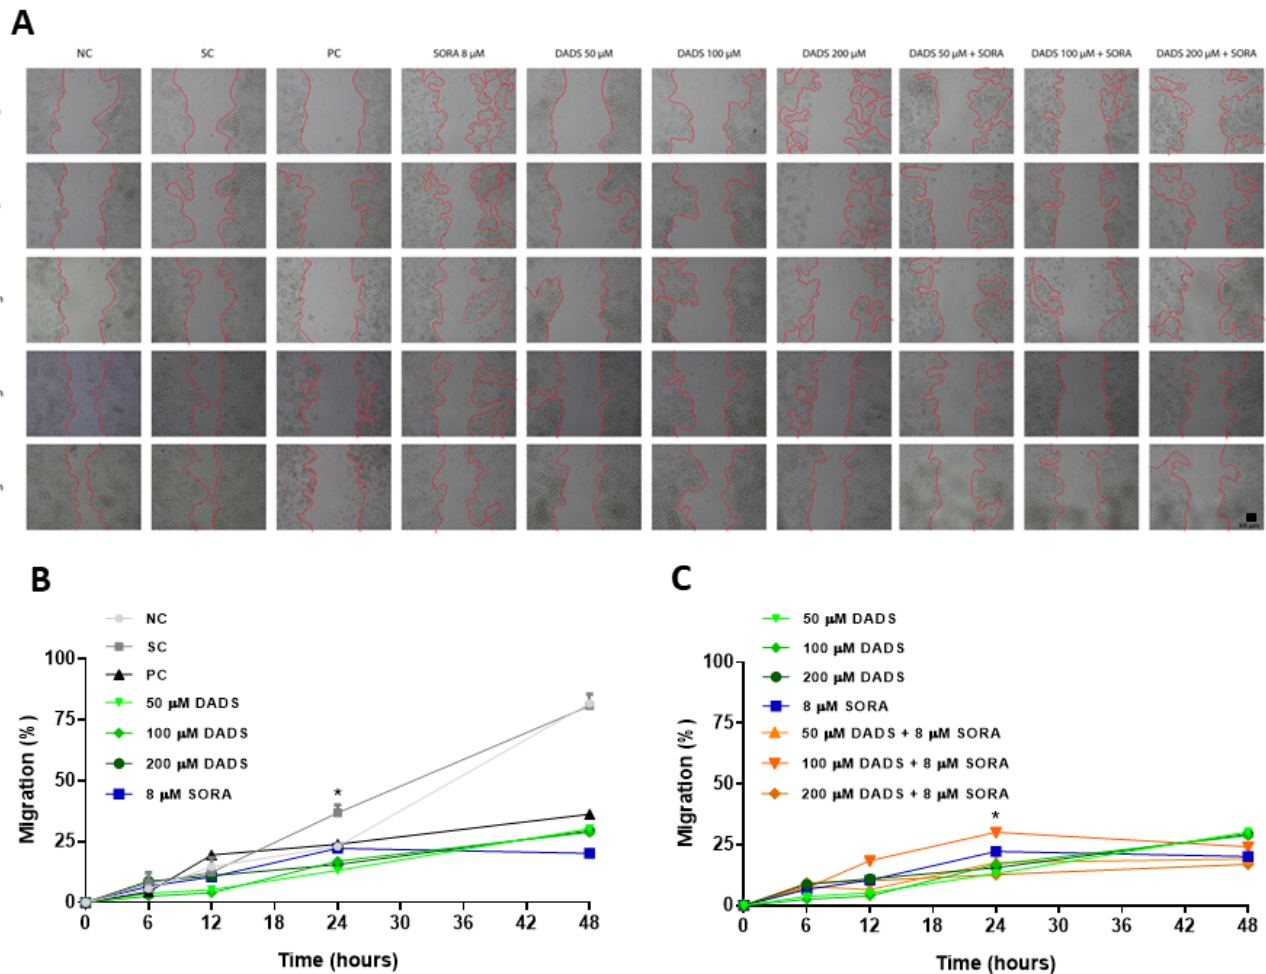 A
NC SC PC SORA 8 µM DADS 50 µM DADS 100 µM DADS 200 µM DADS 50 µM + SORA DADS 100 µM + SORA DADS 200 µM + SORA
50 µm
B
NC
SC
PC
50 µM DADS
100 µM DADS
200 µM DADS
8 µM SORA
100
75
50
25
0
Migration (%)
*
0 6 12 18 24 30 36 42 48
Time (hours)
C
50 µM DADS
100 µM DADS
200 µM DADS
8 µM SORA
50 µM DADS + 8 µM SORA
100 µM DADS + 8 µM SORA
200 µM DADS + 8 µM SORA
100
75
50
25
0
Migration (%)
*
0 6 12 18 24 30 36 42 48
Time (hours)